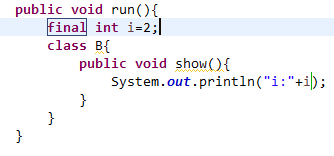 public void run(){
    final int i=2;
    class B{
        public void show(){
            System.out.println("i:"+i);
        }
    }
}